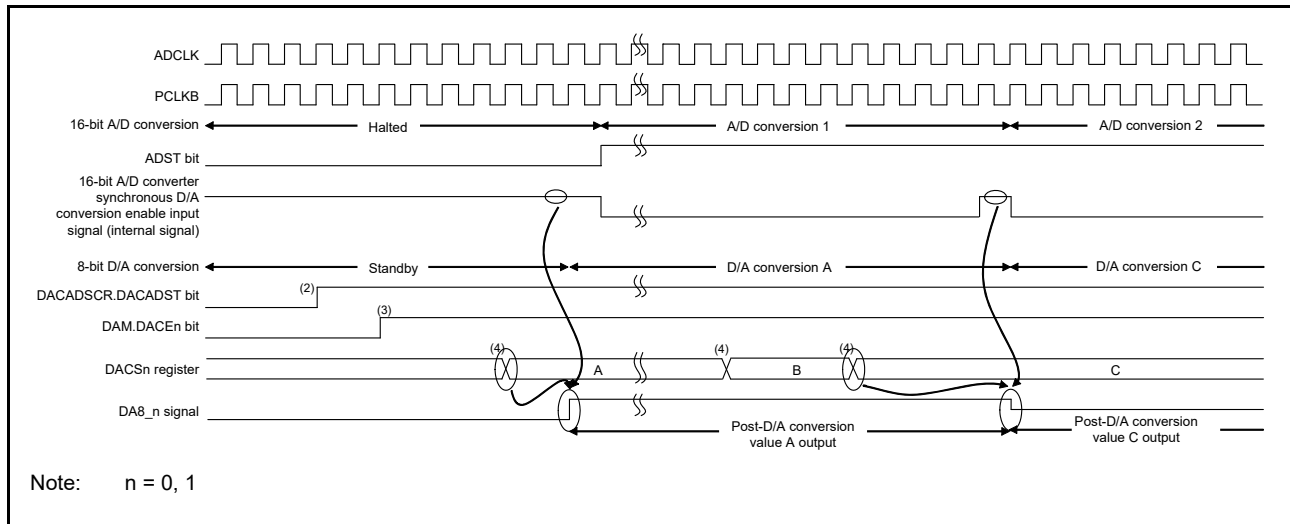 ADCLK
PCLKB
16-bit A/D conversion
Halted
A/D conversion 1
A/D conversion 2
ADST bit
16-bit A/D converter
synchronous D/A
conversion enable input
signal (internal signal)
8-bit D/A conversion
Standby
D/A conversion A
D/A conversion C
(2)
DACADSCR.DACADST bit
(3)
DAM.DACEn bit
(4)
(4)
(4)
DACSn register
A
B
C
DA8_n signal
Post-D/A conversion
value A output
Post-D/A conversion
value C output
Note: n = 0, 1